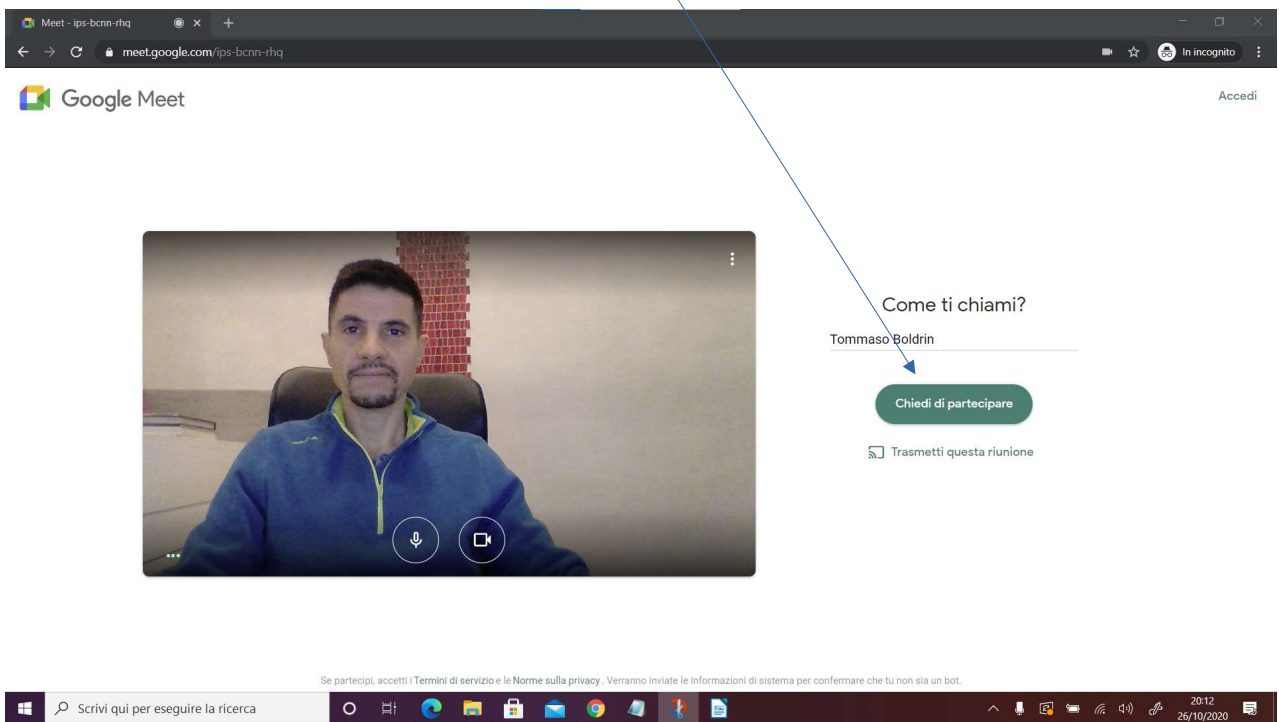 Meet - ips-bcnn-rhq
meet.google.com/ips-bcnn-rhq
In incognito
Google Meet
Accedi
Come ti chiami?
Tommaso Boldrin
Chiedi di partecipare
Trasmetti questa riunione
Se partecipi, accetti i Termini di servizio e le Norme sulla privacy . Verranno inviate le informazioni di sistema per confermare che tu non sia un bot.
Scrivi qui per eseguire la ricerca
20:12
26/10/2020